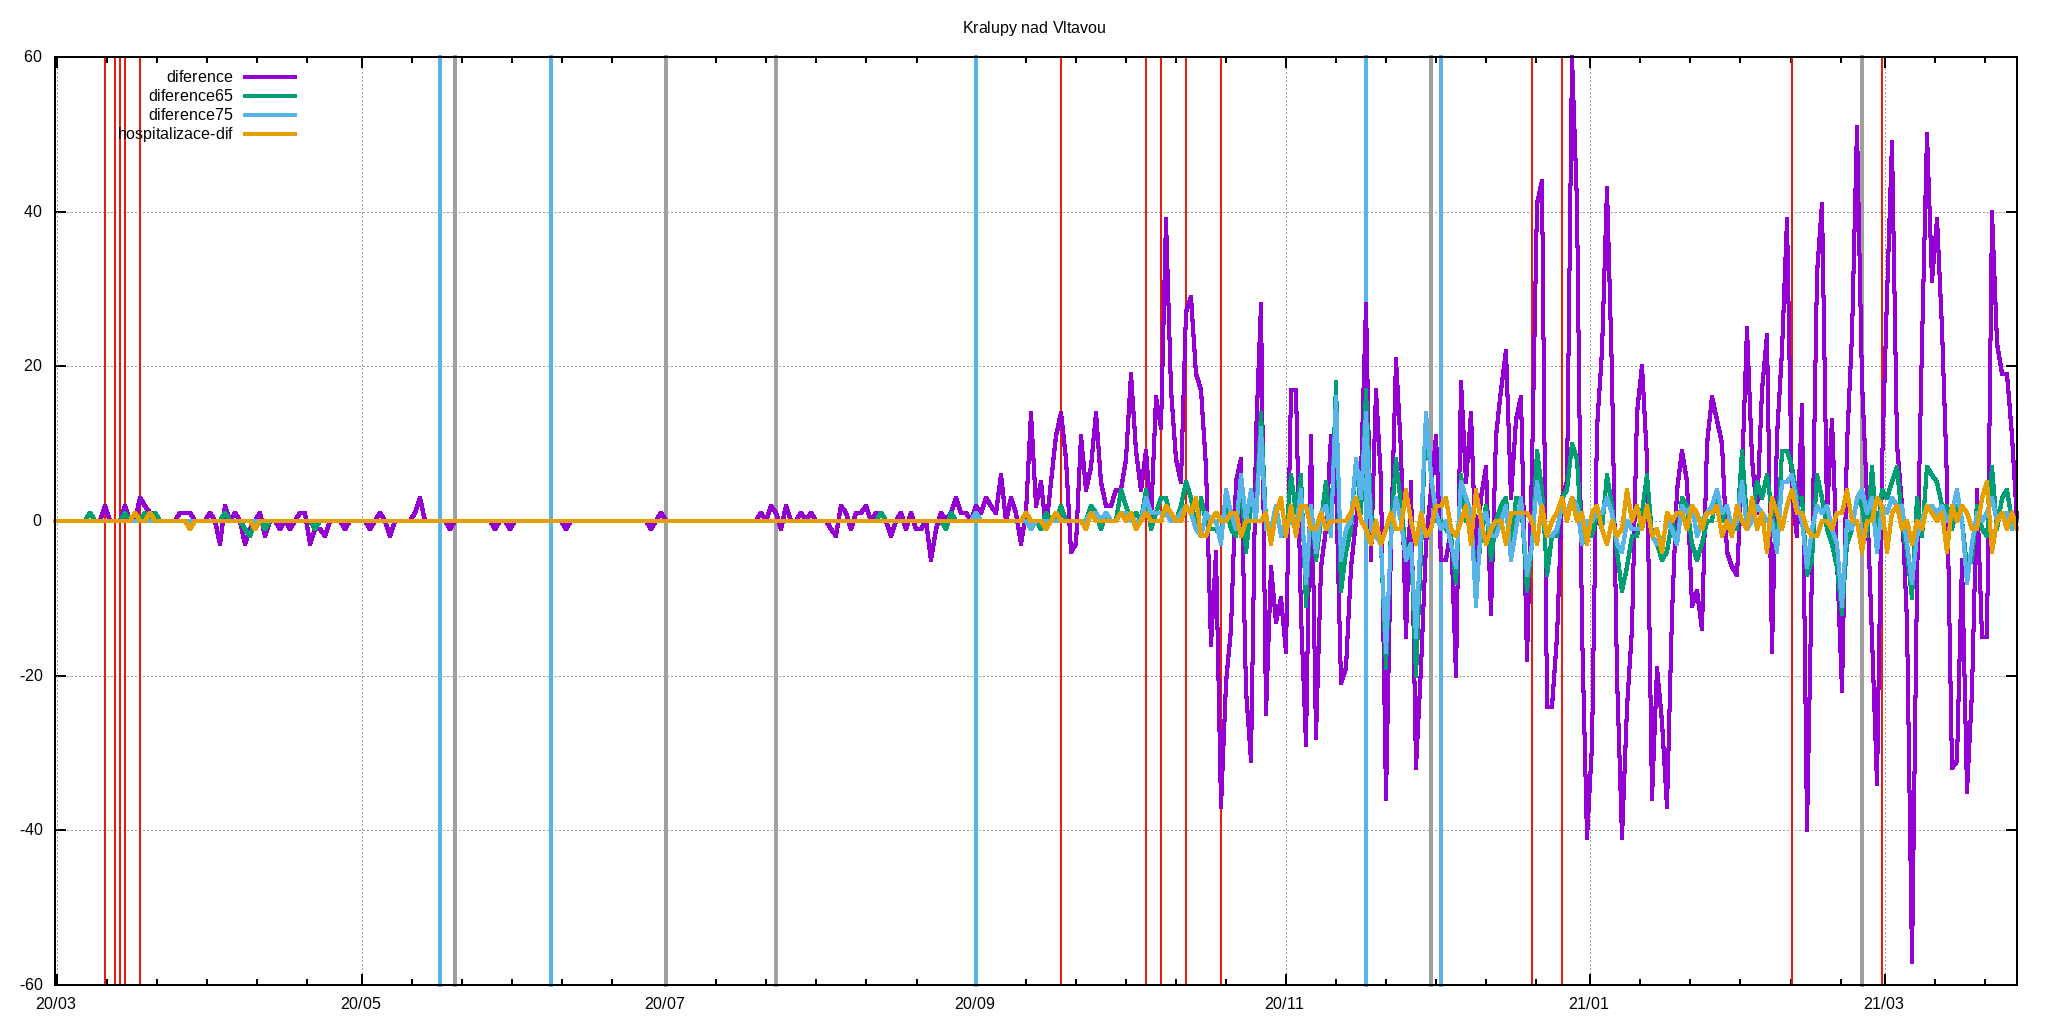 Kralupy nad Vltavou
60
diference
diference65
diference75
hospitalizace-dif
40
20
0
-20
-40
-60
20/03 20/05 20/07 20/09 20/11 21/01 21/03